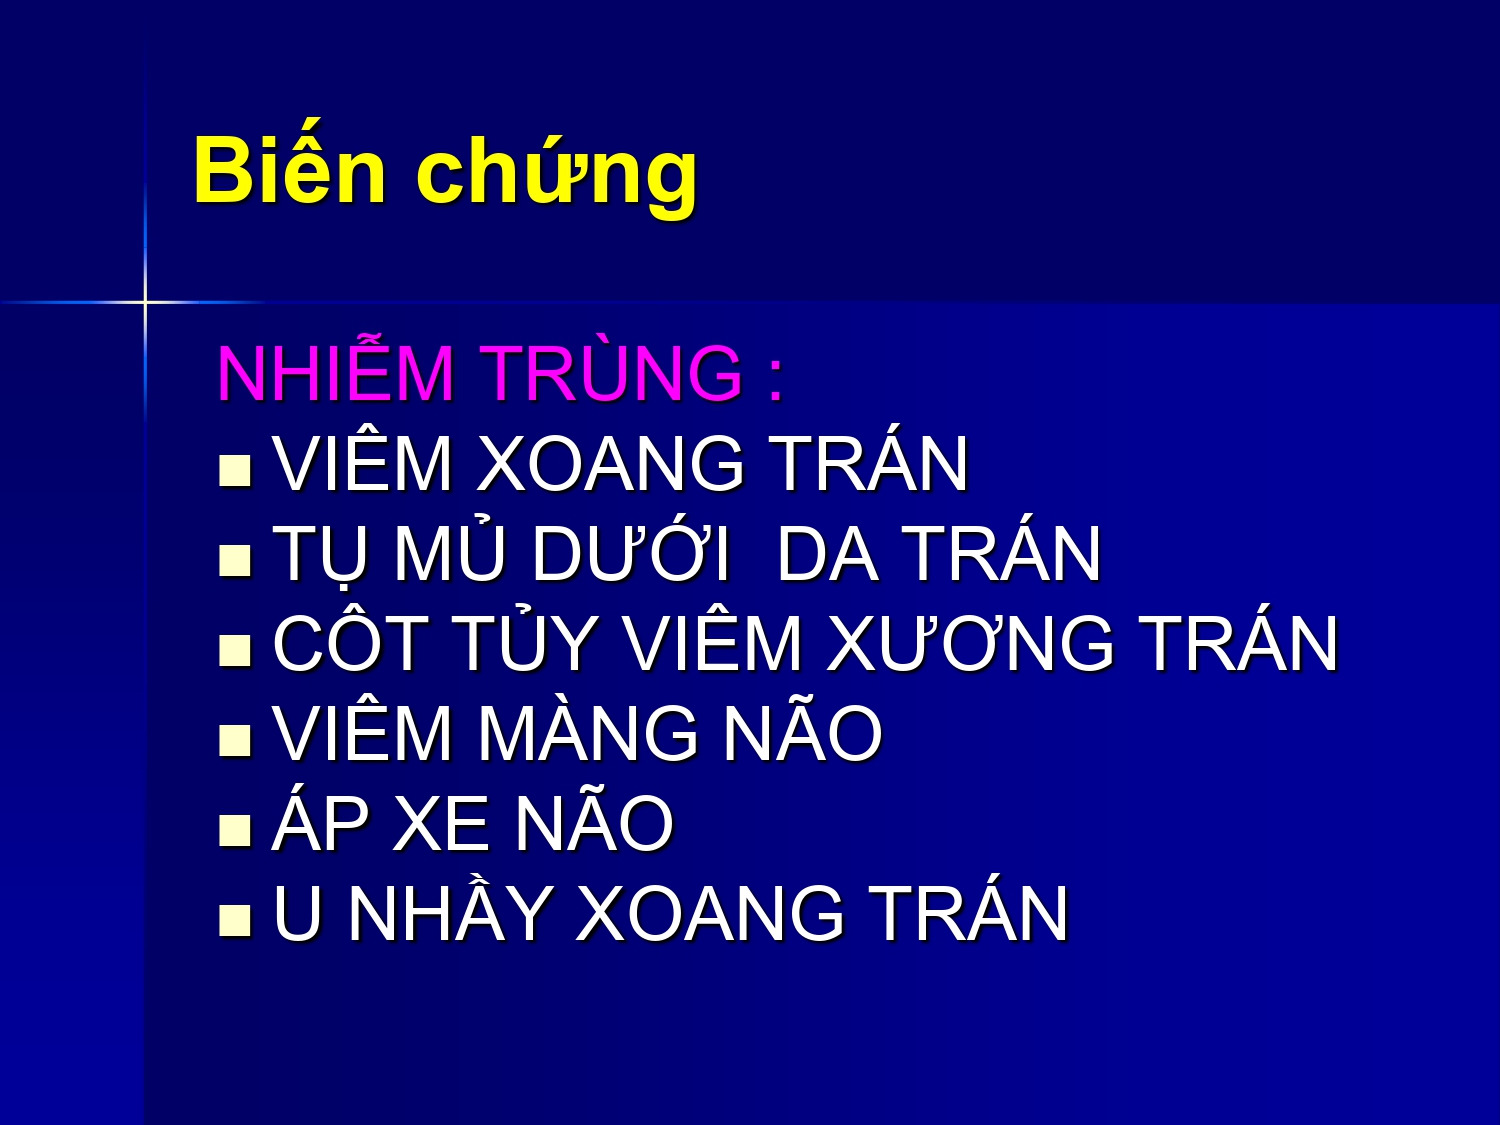 Biến chứng
NHIỄM TRÙNG :
VIÊM XOANG TRÁN
TỤ MỦ DƯỚI DA TRÁN
CÔT TỦY VIÊM XƯƠNG TRÁN
VIÊM MÀNG NÃO
ÁP XE NÃO
U NHẦY XOANG TRÁN